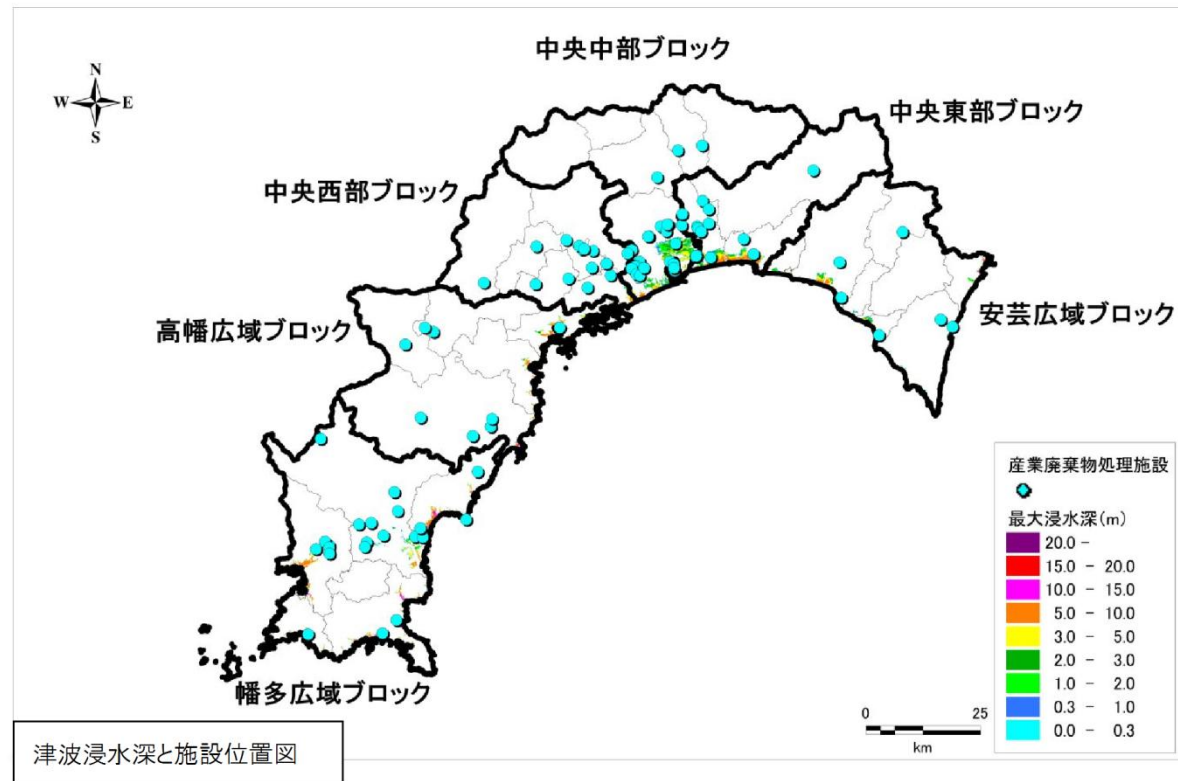 中央中部ブロック
N
W E
S
中央東部ブロック
中央西部ブロック
高幡広域ブロック
安芸広域ブロック
幡多広域ブロック
産業廃棄物処理施設
最大浸水深(m)
20.0 -
15.0 - 20.0
10.0 - 15.0
5.0 - 10.0
3.0 - 5.0
2.0 - 3.0
1.0 - 2.0
0.3 - 1.0
0.0 - 0.3
0 25
km
津波浸水深と施設位置図